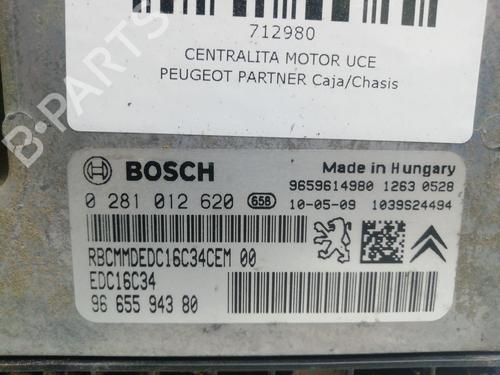 712980
CENTRALITA MOTOR UCE
PEUGEOT PARTNER Caja/Chasis
B-PARTS
BOSCH
Made in Hungary
0 281 012 620 658
9659614980 1263 0528
10-05-09 1039S24494
RBCMMDEDC16C34CEM 00
EDC16C34
96 655 943 80